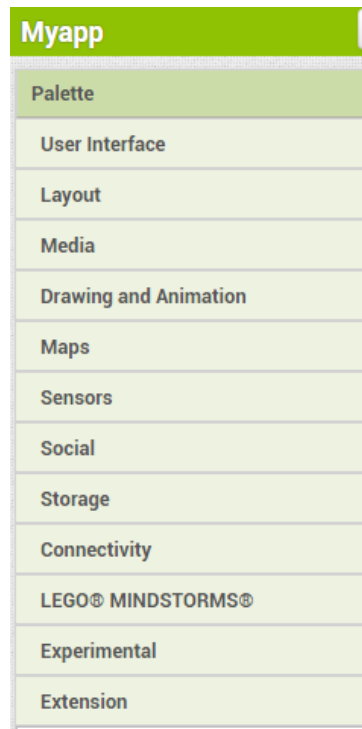 Myapp
Palette
User Interface
Layout
Media
Drawing and Animation
Maps
Sensors
Social
Storage
Connectivity
LEGO® MINDSTORMS®
Experimental
Extension